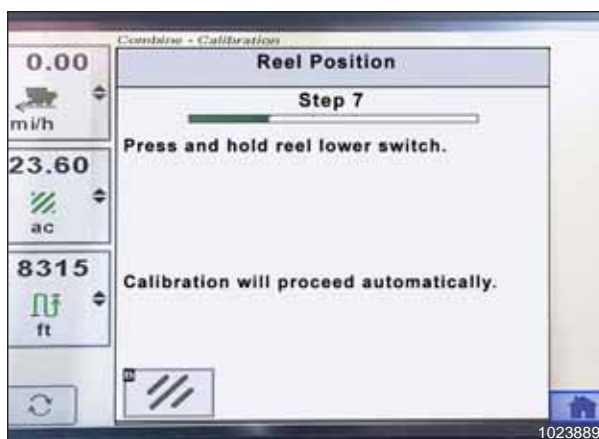 Combine - Calibration
0.00
mi/h
23.60
ac
8315
ft
Reel Position
Step 7
Press and hold reel lower switch.
Calibration will proceed automatically.
1023889